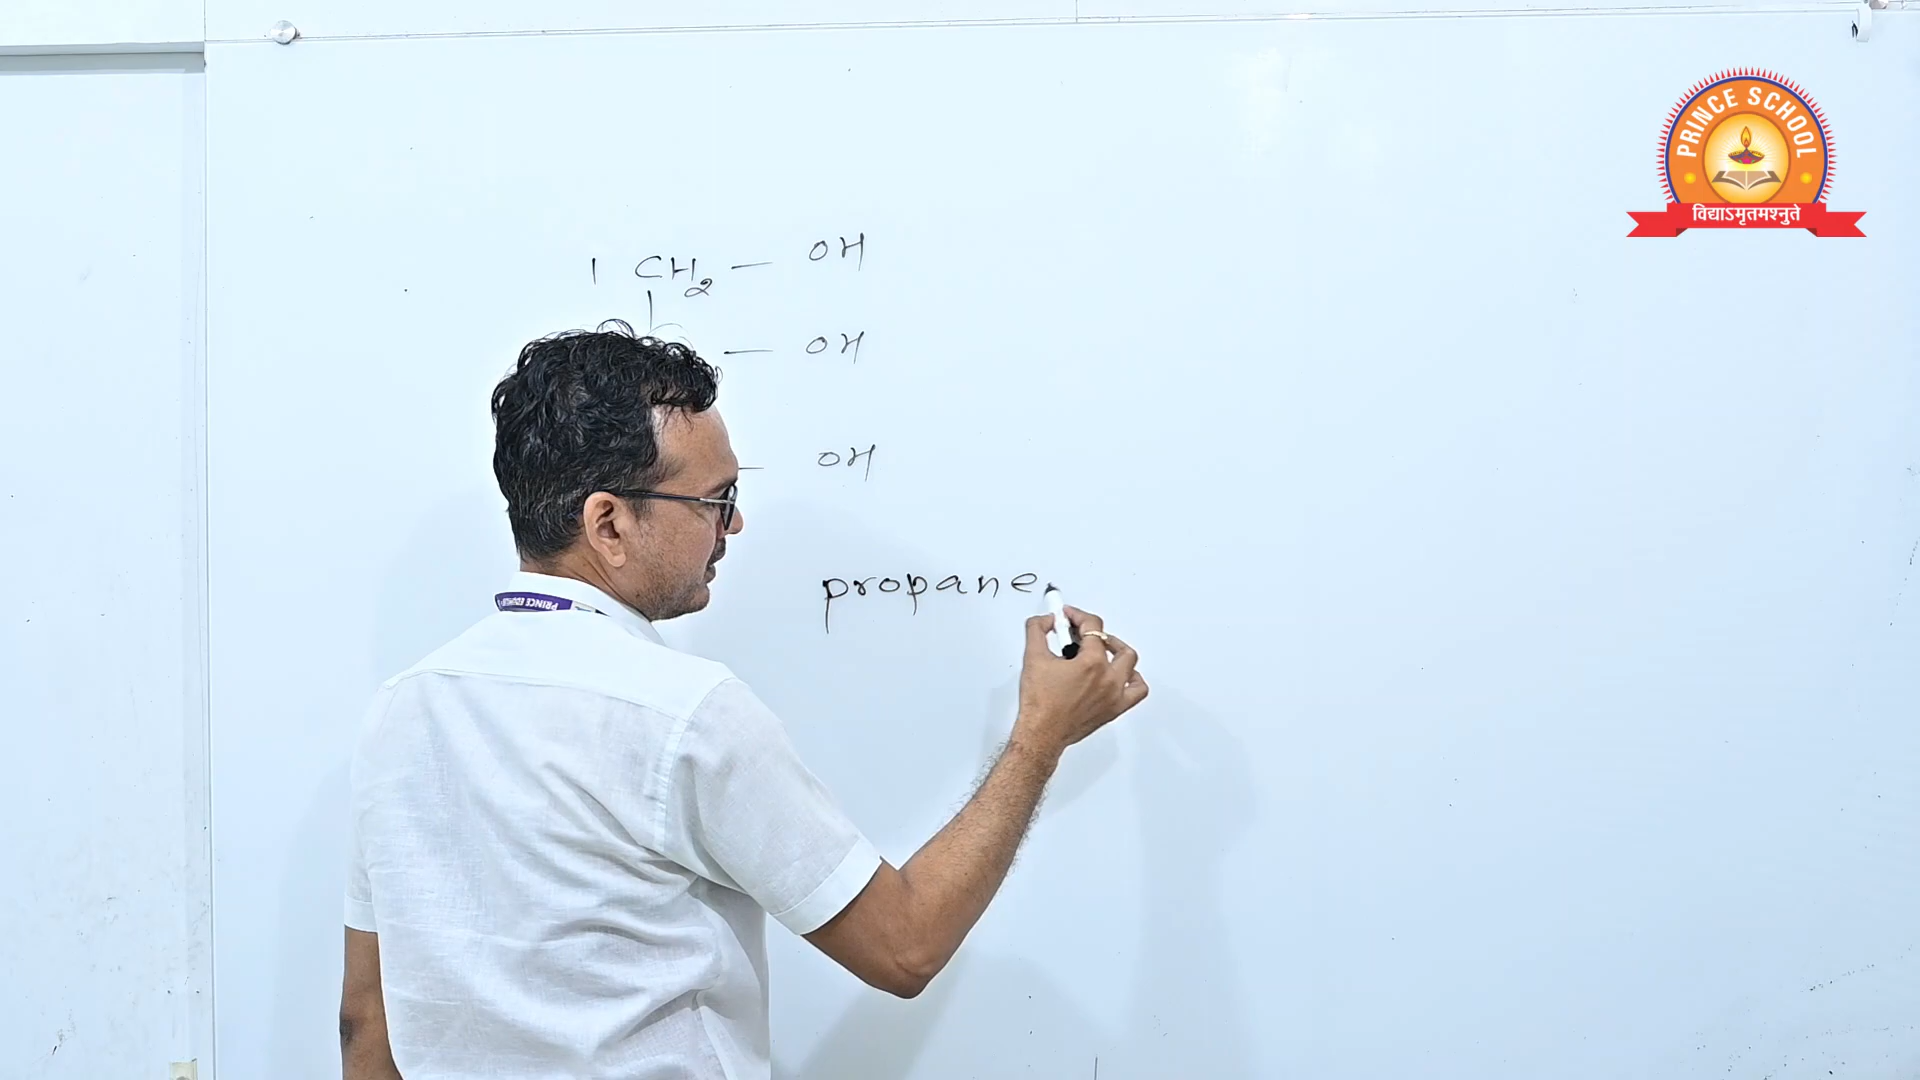 PRINCE SCHOOL
विद्याऽमृतमश्नुते
1 CH2 — OH
— OH
— OH
propane